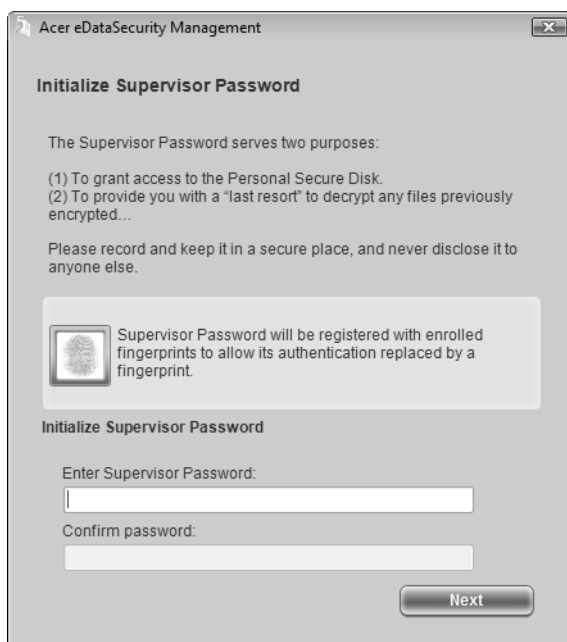 Acer eDataSecurity Management
Initialize Supervisor Password
The Supervisor Password serves two purposes:
(1) To grant access to the Personal Secure Disk.
(2) To provide you with a “last resort” to decrypt any files previously
encrypted...
Please record and keep it in a secure place, and never disclose it to
anyone else.
Supervisor Password will be registered with enrolled
fingerprints to allow its authentication replaced by a
fingerprint.
Initialize Supervisor Password
Enter Supervisor Password:
Confirm password:
Next